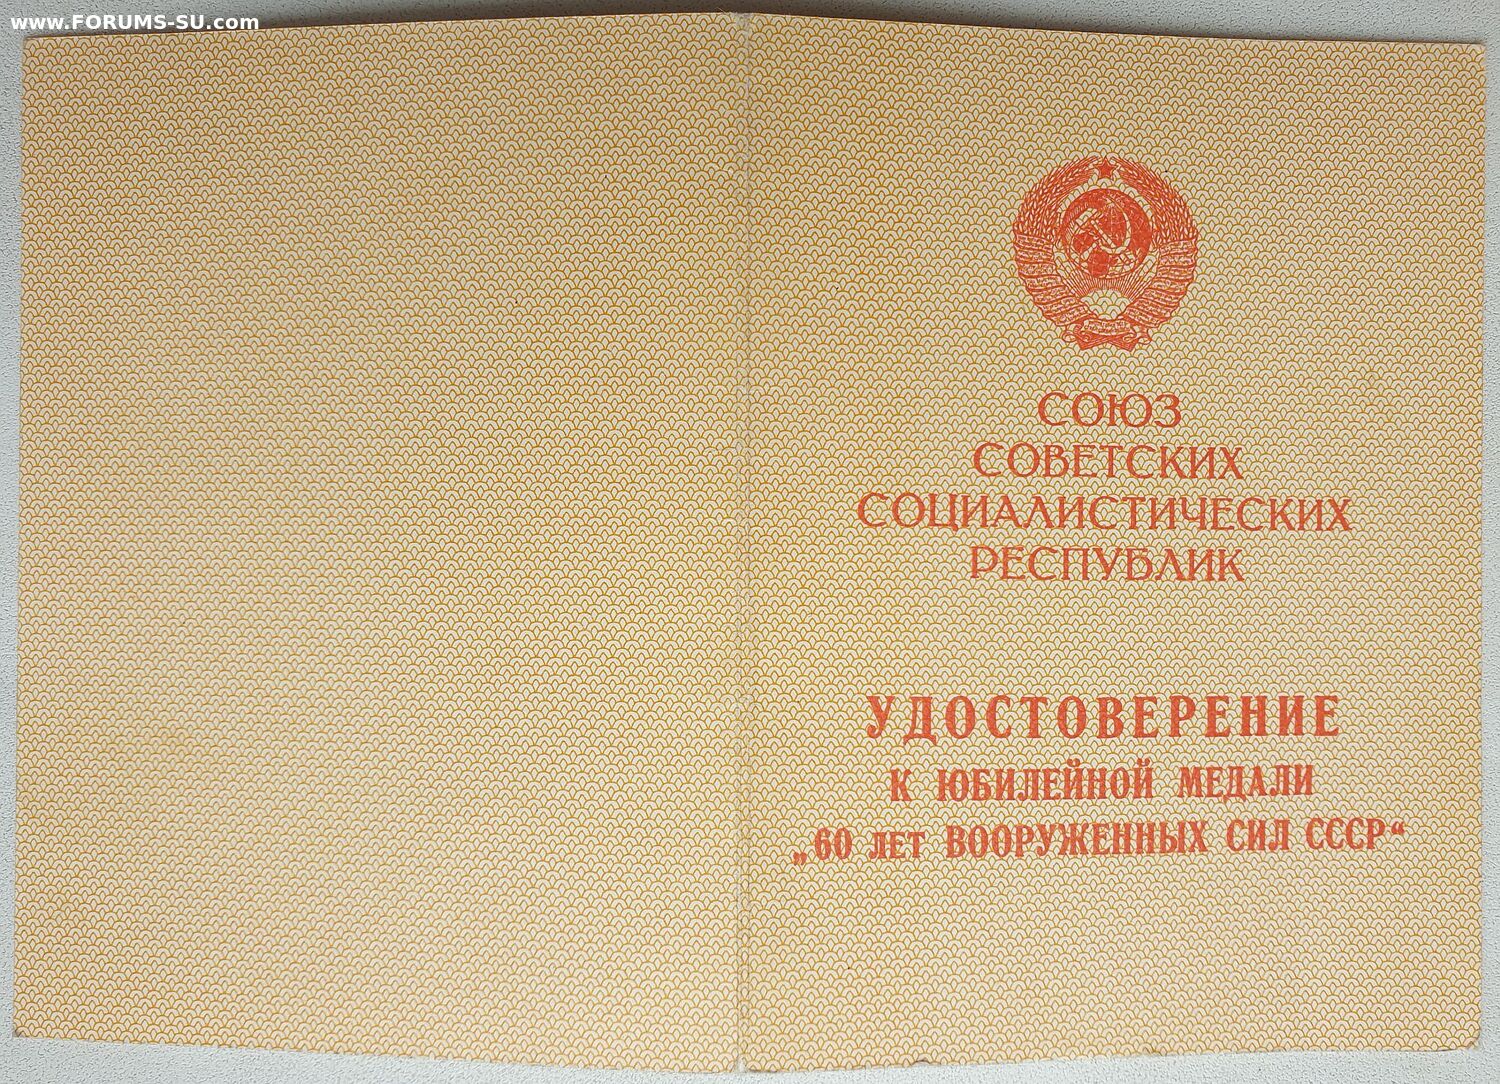 www.FORUMS-SU.com
СОЮЗ
СОВЕТСКИХ
СОЦИАЛИСТИЧЕСКИХ
РЕСПУБЛИК
УДОСТОВЕРЕНИЕ
К ЮБИЛЕЙНОЙ МЕДАЛИ
„60 ЛЕТ ВООРУЖЕННЫХ СИЛ СССР“